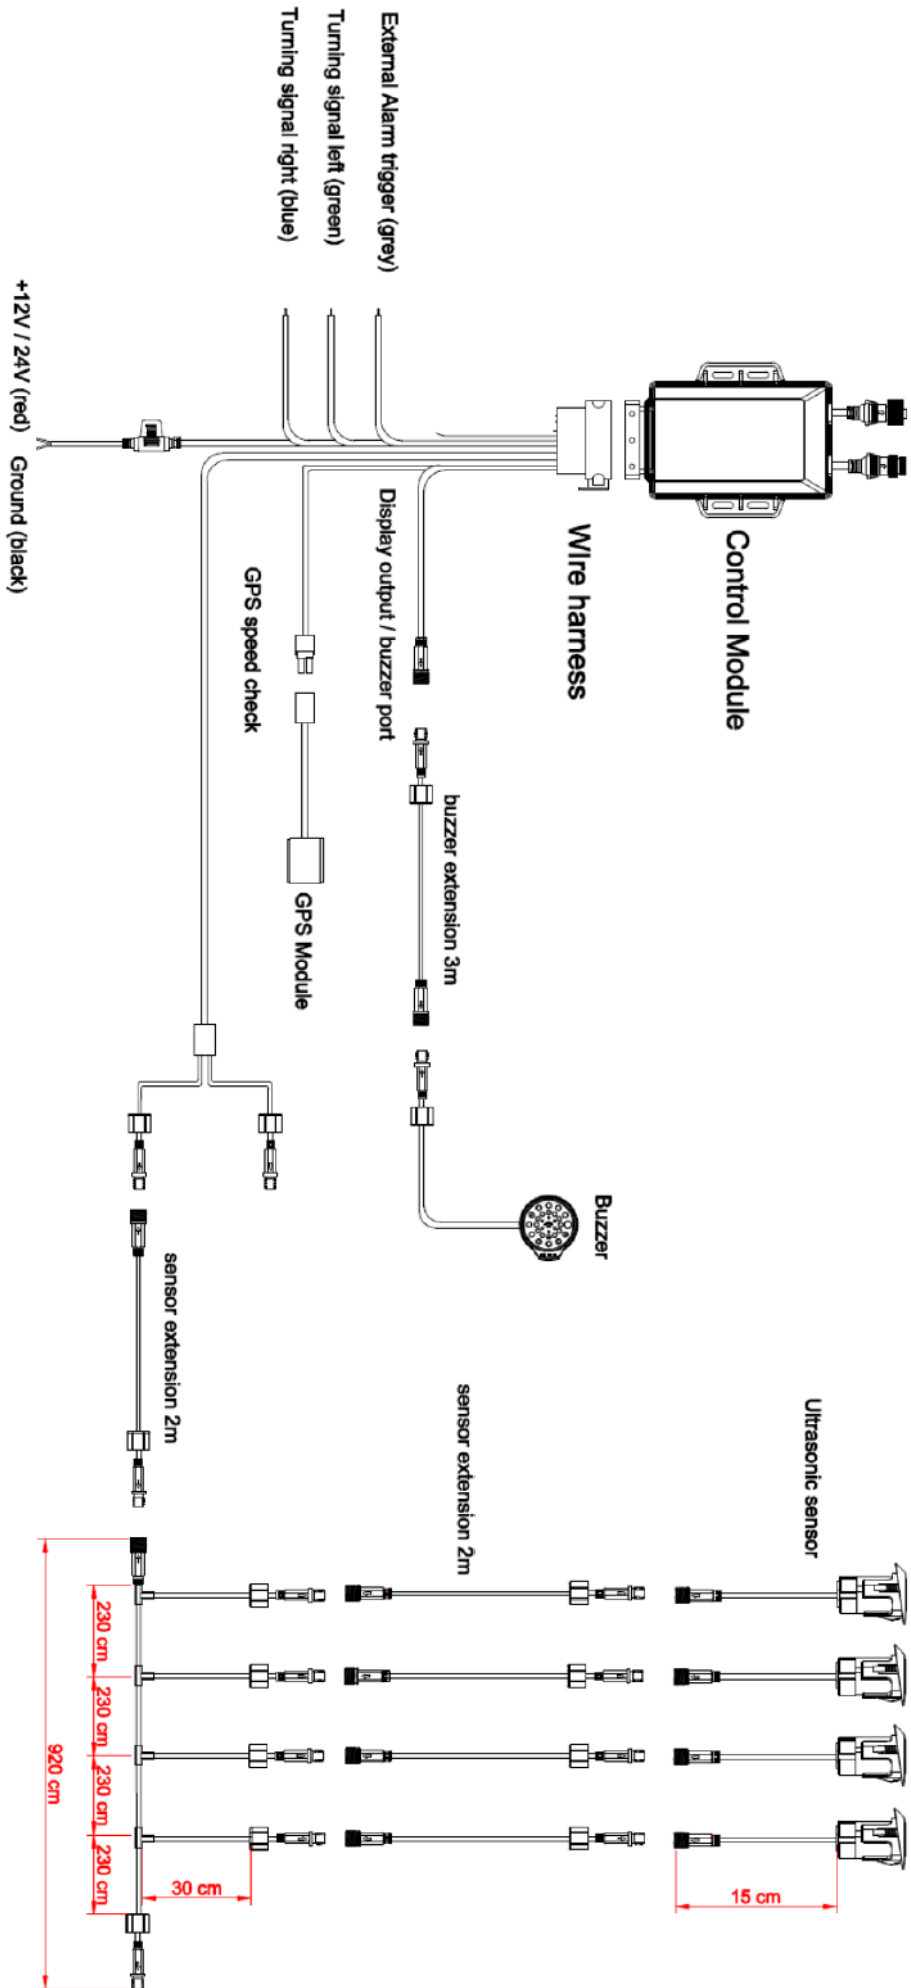 Control Module
Wire harness
External Alarm trigger (grey)
Turning signal left (green)
Turning signal right (blue)
+12V / 24V (red)
Ground (black)
Display output / buzzer port
GPS speed check
GPS Module
buzzer extension 3m
Buzzer
sensor extension 2m
sensor extension 2m
Ultrasonic sensor
230 cm
230 cm
230 cm
230 cm
920 cm
30 cm
15 cm